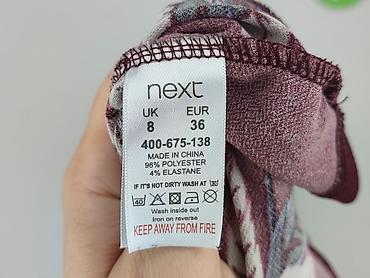 next
UK EUR
8 36
400-675-138
MADE IN CHINA
96% POLYESTER
4% ELASTANE
IF IT'S NOT DIRTY WASH AT 30
40
Wash inside out
Iron on reverse
KEEP AWAY FROM FIRE